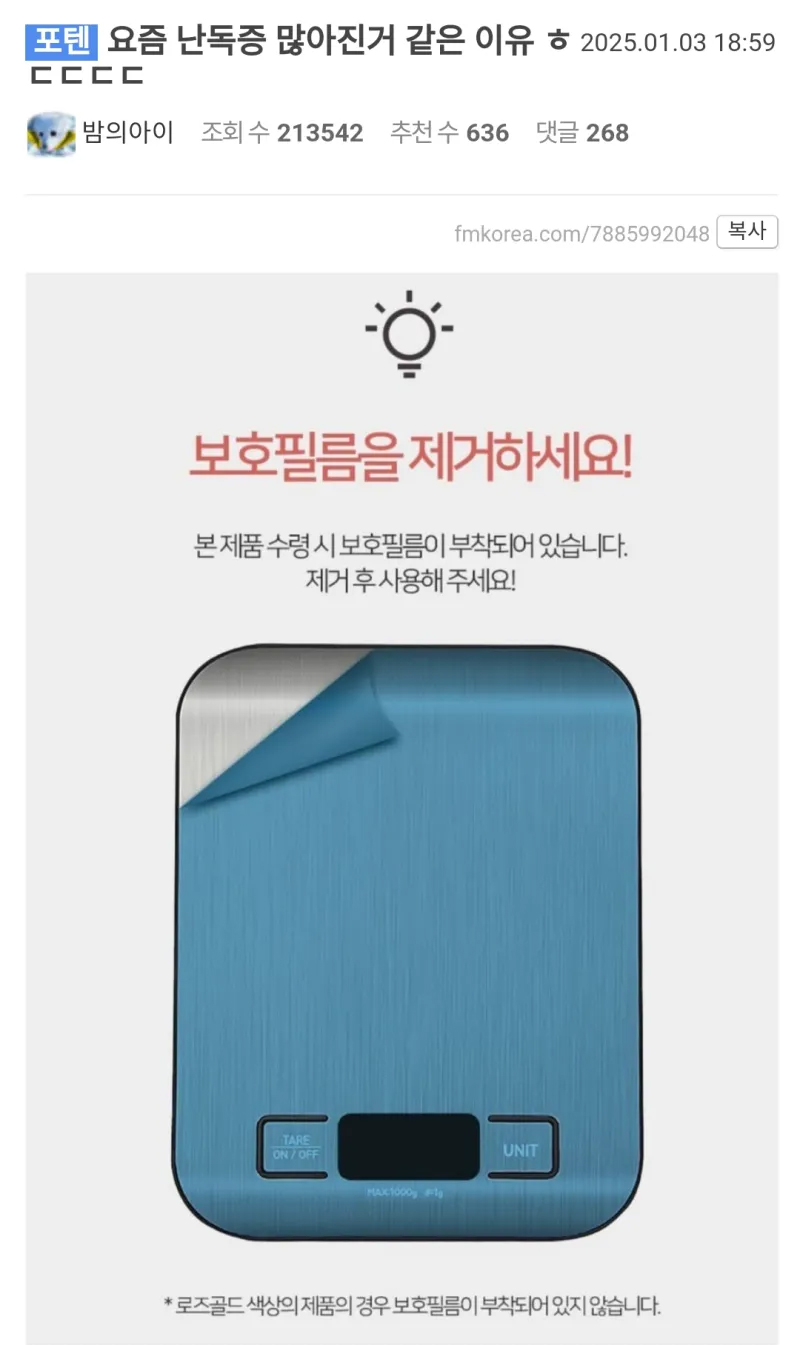 포텐 요즘 난독증 많아진거 같은 이유 ㅎ 2025.01.03 18:59
ㄷㄷㄷㄷ
밤의아이 조회 수 213542 추천 수 636 댓글 268
fmkorea.com/7885992048 복사
보호필름을 제거하세요!
본 제품 수령 시 보호필름이 부착되어 있습니다.
제거 후 사용해 주세요!
TARE
ON / OFF
UNIT
MAX:1000g d=1g
* 로즈골드 색상의 제품의 경우 보호필름이 부착되어 있지 않습니다.